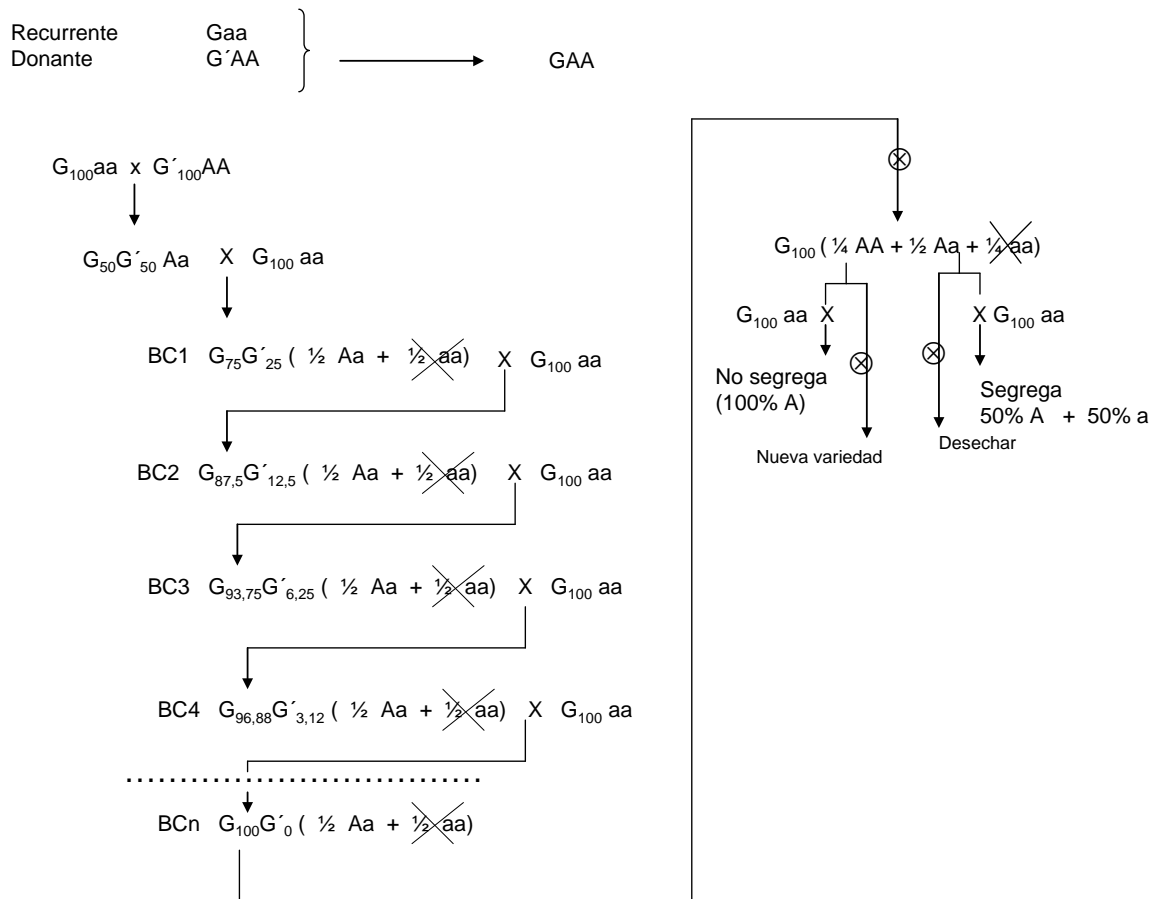 Recurrente Gaa
Donante G´AA
GAA
G₁₀₀aa x G´₁₀₀AA
G₅₀G´₅₀ Aa X G₁₀₀ aa
BC1 G₇₅G´₂₅ ( ½ Aa + ½ aa) X G₁₀₀ aa
BC2 G₈₇,₅G´₁₂,₅ ( ½ Aa + ½ aa) X G₁₀₀ aa
BC3 G₉₃,₇₅G´₆,₂₅ ( ½ Aa + ½ aa) X G₁₀₀ aa
BC4 G₉₆,₈₈G´₃,₁₂ ( ½ Aa + ½ aa) X G₁₀₀ aa
BCn G₁₀₀G´₀ ( ½ Aa + ½ aa)
G₁₀₀ ( ¼ AA + ½ Aa + ¼ aa)
G₁₀₀ aa X
X G₁₀₀ aa
No segrega
(100% A)
Nueva variedad
Desechar
Segrega
50% A + 50% a